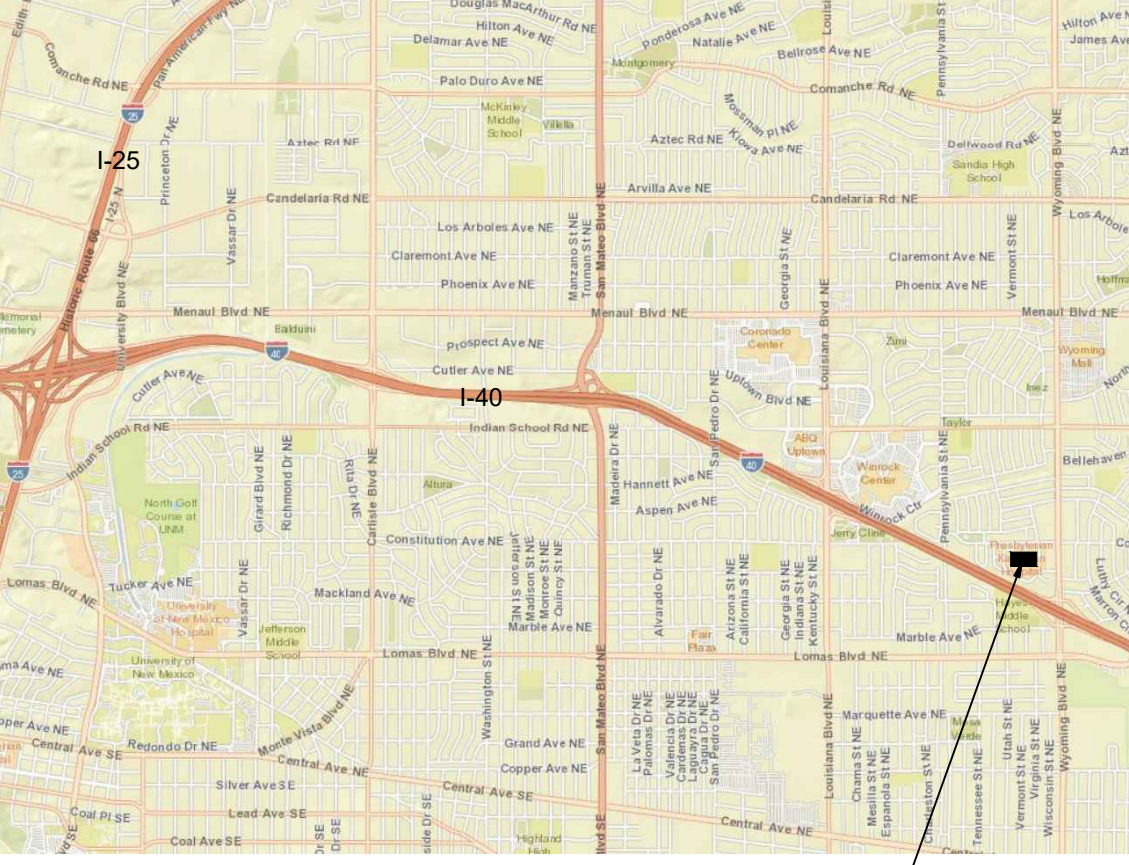 Douglas MacArthur Rd NE
Hilton Ave NE
Delamar Ave NE
Ponderosa Ave NE
Natalie Ave NE
Bellrose Ave NE
Pennsylvania St
Hilton Ave
James Ave
Pan American Fwy NE
Comanche Rd NE
Palo Duro Ave NE
Montgomery
Comanche Rd NE
25
I-25
McKinley
Middle
School
Villella
Mossman Pl NE
Kiowa Ave NE
Aztec Rd NE
Aztec Rd NE
Dellwood Rd NE
Sandia High
School
Princeton Dr NE
Wyoming Blvd NE
I-25 N
Vassar Dr NE
Candelaria Rd NE
Arvilla Ave NE
Candelaria Rd NE
Los Arboles Ave NE
Manzano St NE
Truman St NE
San Mateo Blvd NE
Georgia St NE
Vermont St NE
Claremont Ave NE
Claremont Ave NE
Phoenix Ave NE
Phoenix Ave NE
Historic Route 66
University Blvd NE
Menaul Blvd NE
Menaul Blvd NE
Menaul Blvd NE
Balduini
Prospect Ave NE
Coronado
Center
Louisiana Blvd NE
Zuni
Wyoming
Mall
40
Cutler Ave NE
Cutler Ave NE
I-40
San Pedro Dr NE
Uptown Blvd NE
Inez
Indian School Rd NE
Indian School Rd NE
Taylor
Girard Blvd NE
Richmond Dr NE
Rita Dr NE
Carlisle Blvd NE
Madeira Dr NE
ABQ
Uptown
Pennsylvania St NE
Bellehaven
25
40
Winrock
Center
Altura
Hannett Ave NE
North Golf
Course at
UNM
Aspen Ave NE
Winrock Ctr
Jerry Cline
Constitution Ave NE
Jefferson St NE
Madison St NE
Monroe St NE
Quincy St NE
Presbyterian
Lomas Blvd NE
Tucker Ave NE
Vassar Dr NE
Mackland Ave NE
Alvarado Dr NE
Arizona St NE
California St NE
Georgia St NE
Indiana St NE
Kentucky St NE
University
of New Mexico
Hospital
Hayes
Middle
School
Jefferson
Middle
School
Marble Ave NE
Fair
Plaza
Marble Ave NE
Lomas Blvd NE
Lomas Blvd NE
University of
New Mexico
Washington St NE
San Mateo Blvd NE
La Veta Dr NE
Palomas Dr NE
Valencia Dr NE
Cardenas Dr NE
Laguayra Dr NE
Cagua Dr NE
San Pedro Dr NE
Louisiana Blvd NE
Marquette Ave NE
Mesa
Verde
Chama St NE
Mesilla St NE
Espanola St NE
Charleston St NE
Tennessee St NE
Utah St NE
Vermont St NE
Virginia St NE
Wisconsin St NE
Wyoming Blvd NE
Monte Vista Blvd NE
Central Ave SE
Redondo Dr NE
Grand Ave NE
Central Ave NE
Copper Ave NE
Silver Ave SE
Central Ave SE
Coal Pl SE
Lead Ave SE
Central Ave NE
Coal Ave SE
Highland
High